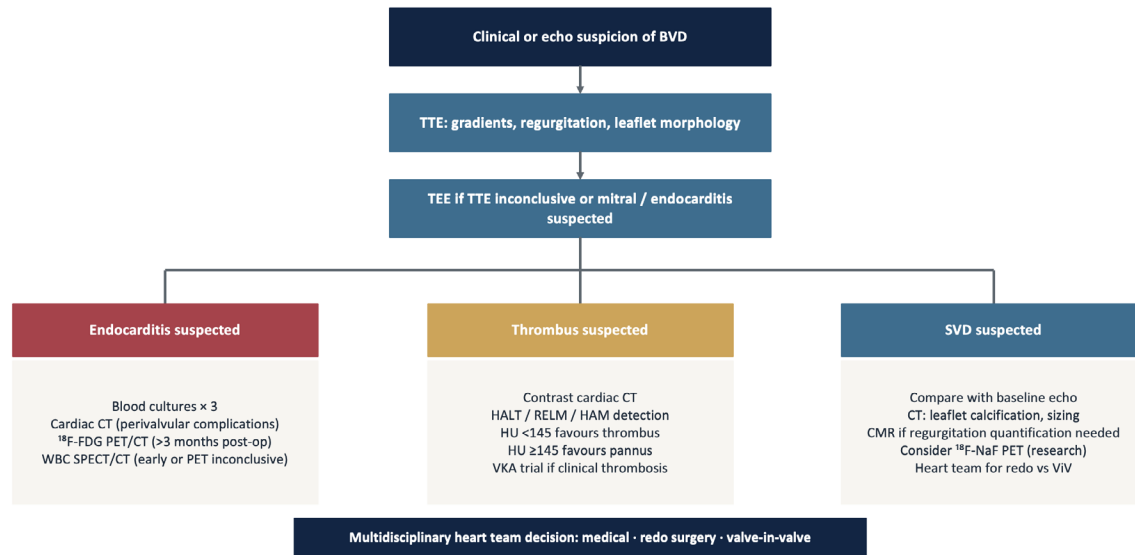 Clinical or echo suspicion of BVD
TTE: gradients, regurgitation, leaflet morphology
TEE if TTE inconclusive or mitral / endocarditis
suspected
Endocarditis suspected
Blood cultures × 3
Cardiac CT (perivalvular complications)
¹⁸F-FDG PET/CT (>3 months post-op)
WBC SPECT/CT (early or PET inconclusive)
Thrombus suspected
Contrast cardiac CT
HALT / RELM / HAM detection
HU <145 favours thrombus
HU ≥145 favours pannus
VKA trial if clinical thrombosis
SVD suspected
Compare with baseline echo
CT: leaflet calcification, sizing
CMR if regurgitation quantification needed
Consider ¹⁸F-NaF PET (research)
Heart team for redo vs ViV
Multidisciplinary heart team decision: medical · redo surgery · valve-in-valve